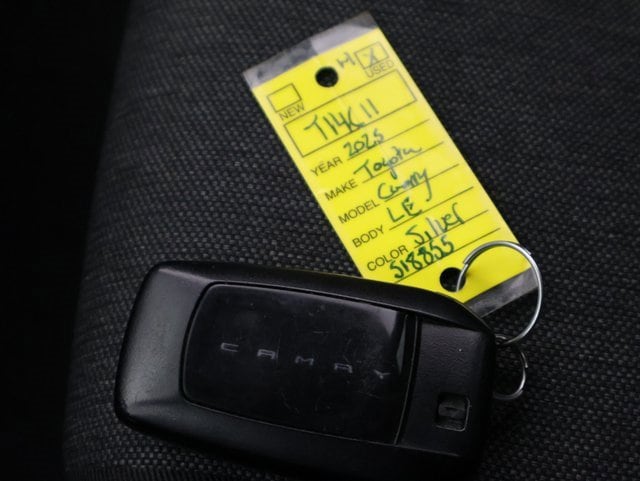 H X
NEW USED
T14611
YEAR 2025
MAKE Toyota
MODEL Camry
BODY LE
COLOR Silver
518855
CAMRY